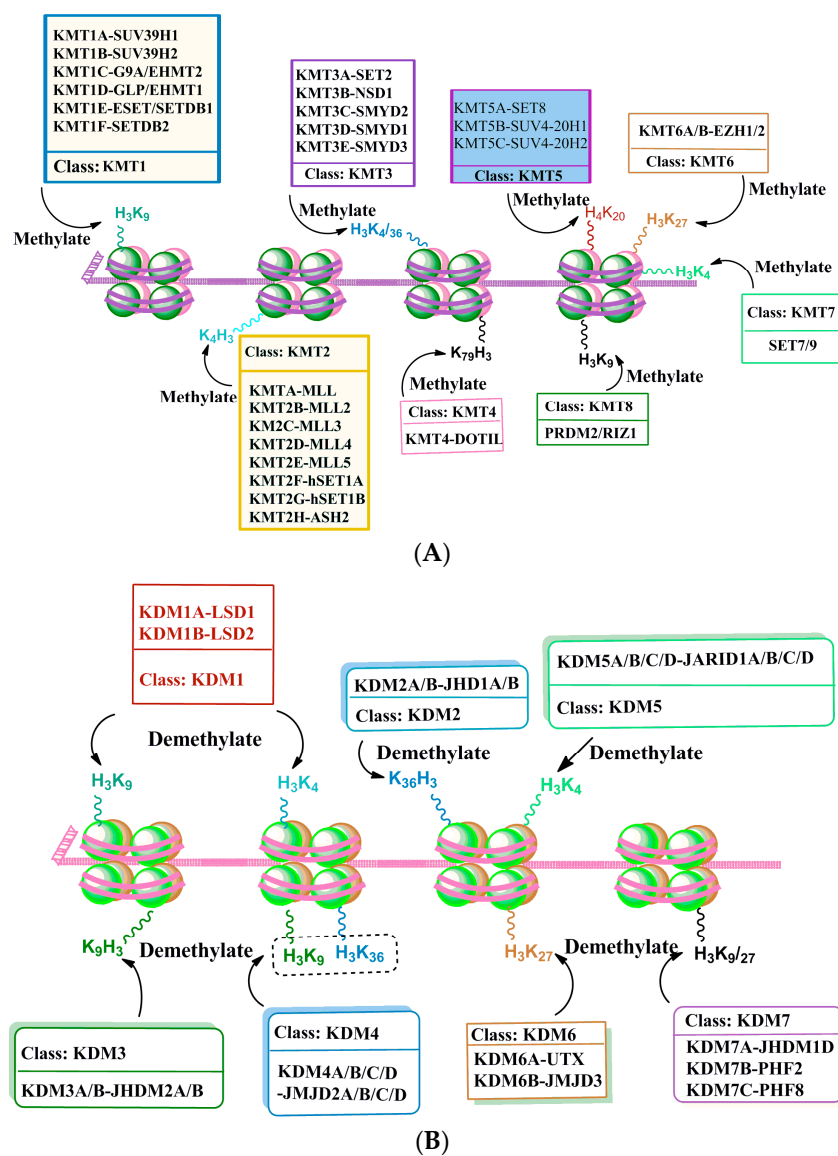 KMT1A-SUV39H1
KMT1B-SUV39H2
KMT1C-G9A/EHMT2
KMT1D-GLP/EHMT1
KMT1E-ESET/SETDB1
KMT1F-SETDB2
Class: KMT1
KMT3A-SET2
KMT3B-NSD1
KMT3C-SMYD2
KMT3D-SMYD1
KMT3E-SMYD3
Class: KMT3
KMT5A-SET8
KMT5B-SUV4-20H1
KMT5C-SUV4-20H2
Class: KMT5
KMT6A/B-EZH1/2
Class: KMT6
Methylate
H3K9
Methylate
H3K4/36
Methylate
H4K20
H3K27
Methylate
H3K4
Methylate
Class: KMT7
SET7/9
K4H3
Methylate
Class: KMT2
KMTA-MLL
KMT2B-MLL2
KM2C-MLL3
KMT2D-MLL4
KMT2E-MLL5
KMT2F-hSET1A
KMT2G-hSET1B
KMT2H-ASH2
K79H3
Methylate
Class: KMT4
KMT4-DOTIL
H3K9
Methylate
Class: KMT8
PRDM2/RIZ1
(A)
KDM1A-LSD1
KDM1B-LSD2
Class: KDM1
KDM2A/B-JHD1A/B
Class: KDM2
KDM5A/B/C/D-JARID1A/B/C/D
Class: KDM5
Demethylate
H3K9
H3K4
Demethylate
K36H3
Demethylate
H3K4
K9H3
Demethylate
H3K9
H3K36
H3K27
Demethylate
H3K9/27
Class: KDM3
KDM3A/B-JHDM2A/B
Class: KDM4
KDM4A/B/C/D
-JMJD2A/B/C/D
Class: KDM6
KDM6A-UTX
KDM6B-JMJD3
Class: KDM7
KDM7A-JHDM1D
KDM7B-PHF2
KDM7C-PHF8
(B)